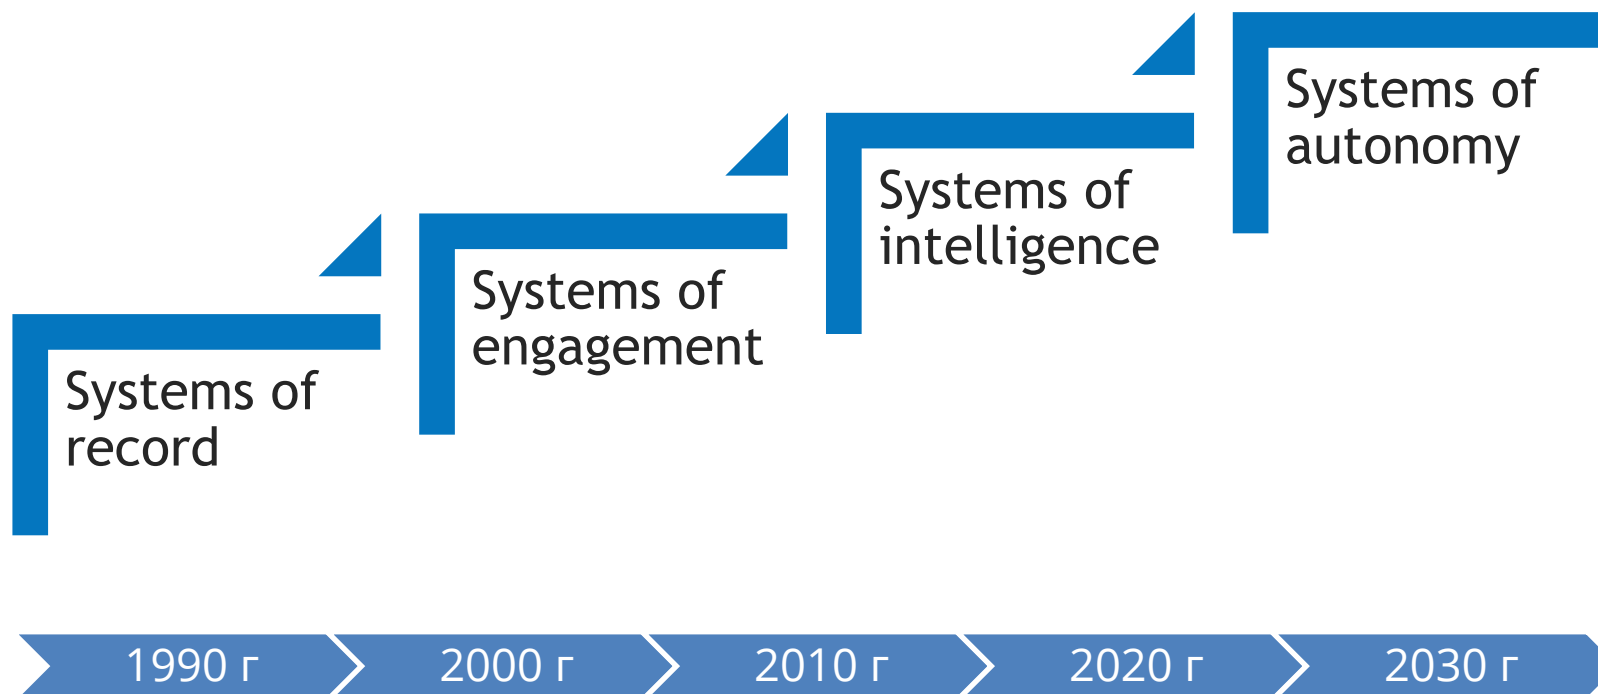 Systems of
record
Systems of
engagement
Systems of
intelligence
Systems of
autonomy
1990 г
2000 г
2010 г
2020 г
2030 г